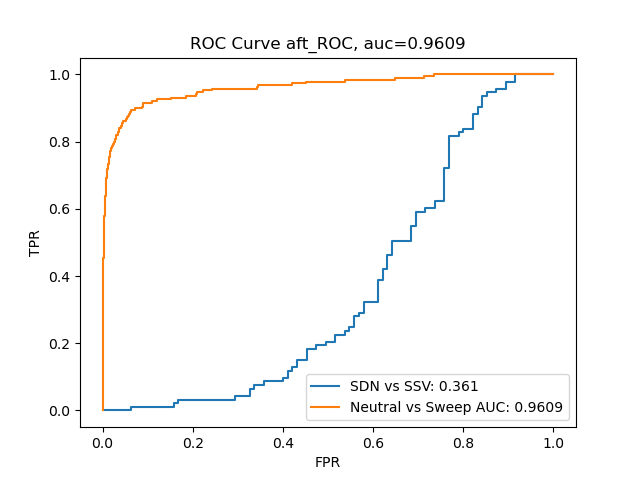 ROC Curve aft_ROC, auc=0.9609
TPR
1.0
0.8
0.6
0.4
0.2
0.0
SDN vs SSV: 0.361
Neutral vs Sweep AUC: 0.9609
0.0 0.2 0.4 0.6 0.8 1.0
FPR